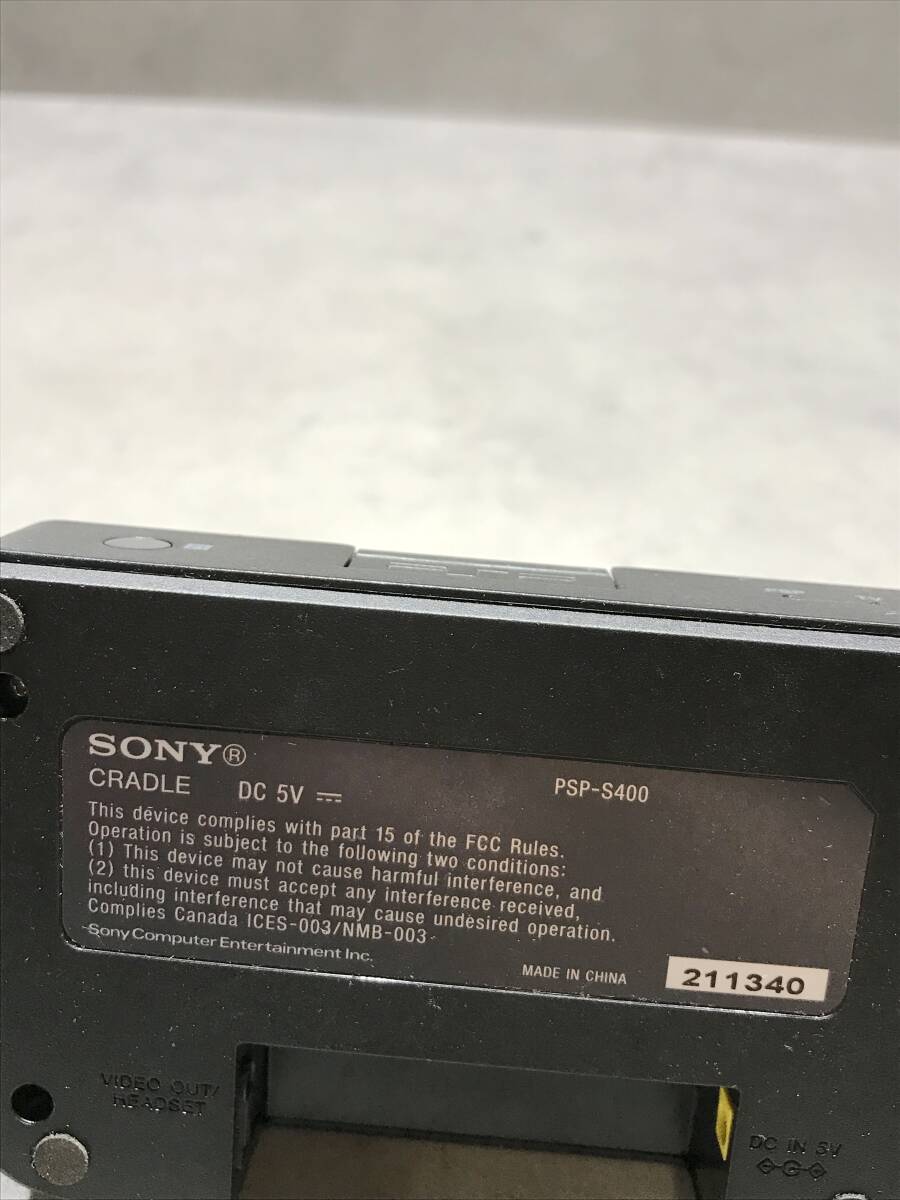 SONY®
CRADLE DC 5V PSP-S400
This device complies with part 15 of the FCC Rules.
Operation is subject to the following two conditions:
(1) This device may not cause harmful interference, and
(2) this device must accept any interference received,
including interference that may cause undesired operation.
Complies Canada ICES-003/NMB-003
Sony Computer Entertainment Inc.
MADE IN CHINA 211340
VIDEO OUT/
HEADSET
DC IN 5V